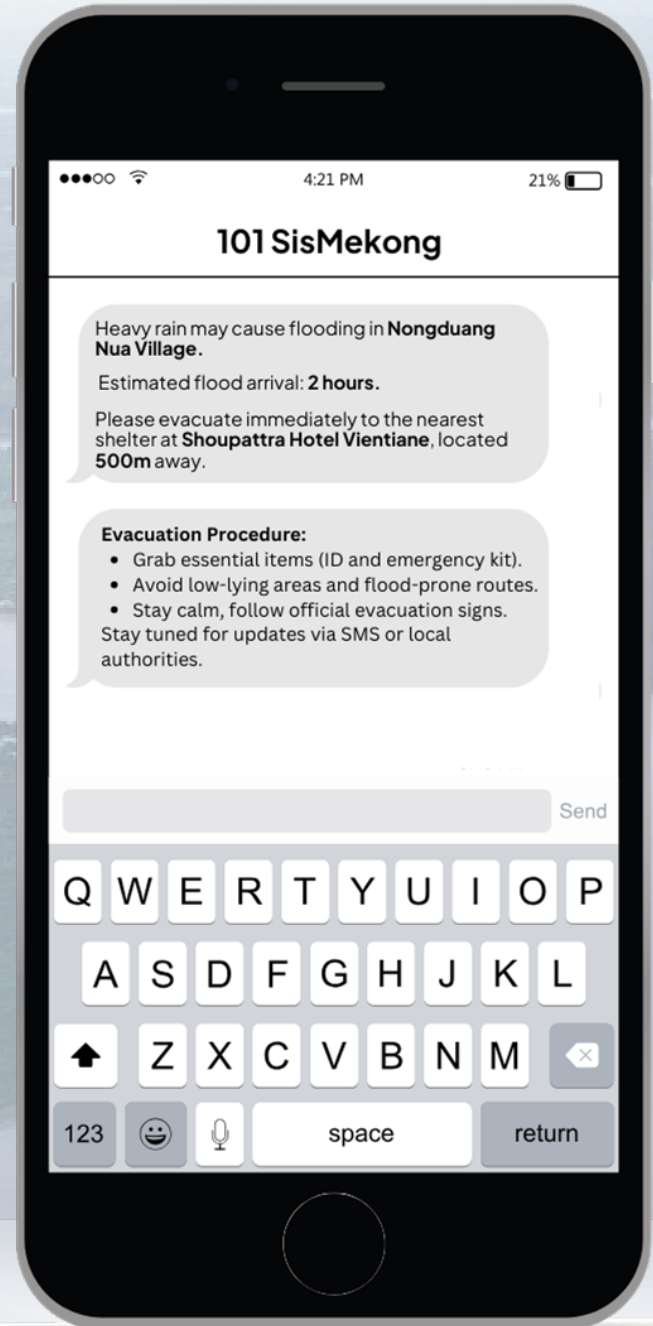 4:21 PM
21%
101 SisMekong
Heavy rain may cause flooding in Nongduang
Nua Village.
Estimated flood arrival: 2 hours.
Please evacuate immediately to the nearest
shelter at Shoupattra Hotel Vientiane, located
500m away.
Evacuation Procedure:
• Grab essential items (ID and emergency kit).
• Avoid low-lying areas and flood-prone routes.
• Stay calm, follow official evacuation signs.
Stay tuned for updates via SMS or local
authorities.
Send
Q W E R T Y U I O P
A S D F G H J K L
Z X C V B N M
123 space return